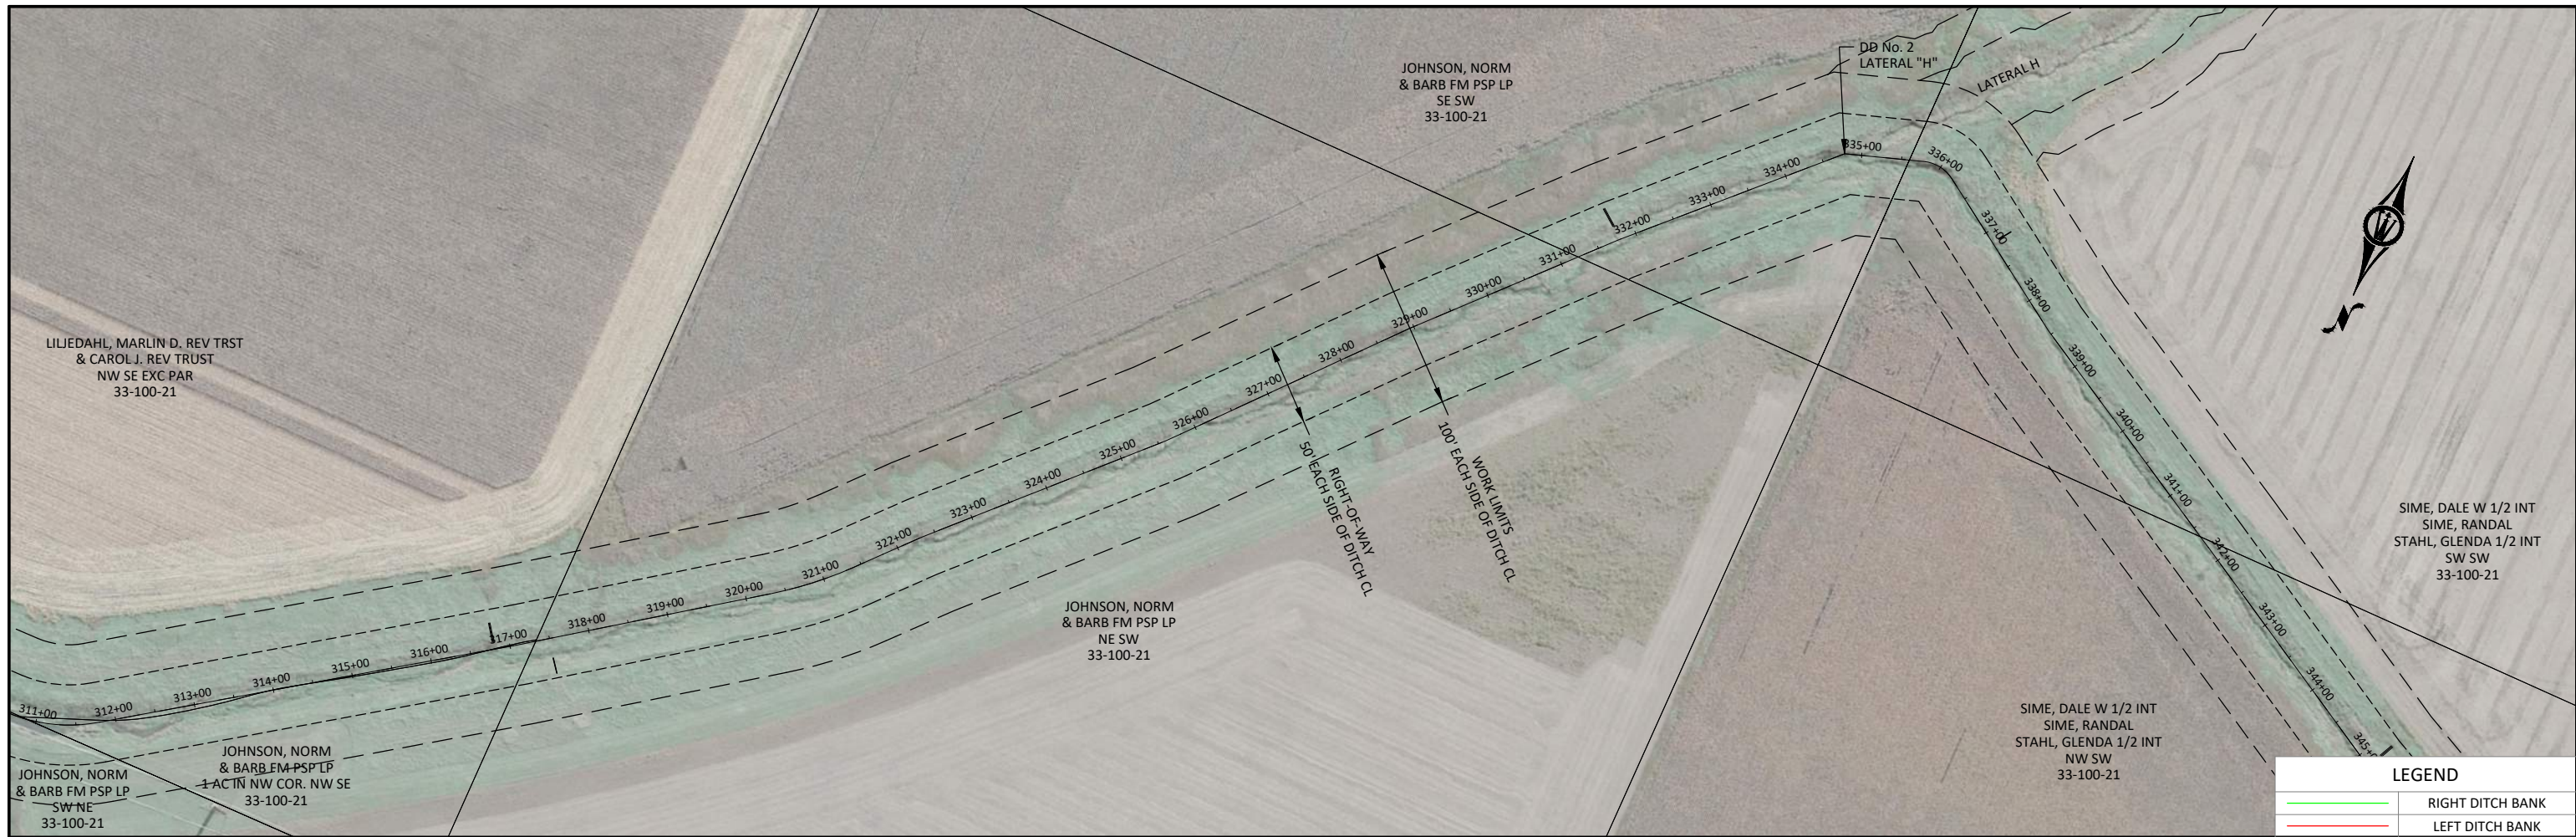 DD No. 2
LATERAL "H"
LATERAL H
JOHNSON, NORM
& BARB FM PSP LP
SE SW
33-100-21
LILJEDAHL, MARLIN D. REV TRST
& CAROL J. REV TRUST
NW SE EXC PAR
33-100-21
311+00
312+00
313+00
314+00
315+00
316+00
317+00
318+00
319+00
320+00
321+00
322+00
323+00
324+00
325+00
326+00
327+00
328+00
329+00
330+00
331+00
332+00
333+00
334+00
335+00
336+00
337+00
338+00
339+00
340+00
341+00
342+00
343+00
344+00
RIGHT-OF-WAY
50' EACH SIDE OF DITCH CL
WORK LIMITS
100' EACH SIDE OF DITCH CL
SIME, DALE W 1/2 INT
SIME, RANDAL
STAHL, GLENDA 1/2 INT
SW SW
33-100-21
JOHNSON, NORM
& BARB FM PSP LP
NE SW
33-100-21
SIME, DALE W 1/2 INT
SIME, RANDAL
STAHL, GLENDA 1/2 INT
NW SW
33-100-21
JOHNSON, NORM
& BARB FM PSP LP
1 AC IN NW COR. NW SE
33-100-21
JOHNSON, NORM
& BARB FM PSP LP
SW NE
33-100-21
LEGEND
RIGHT DITCH BANK
LEFT DITCH BANK